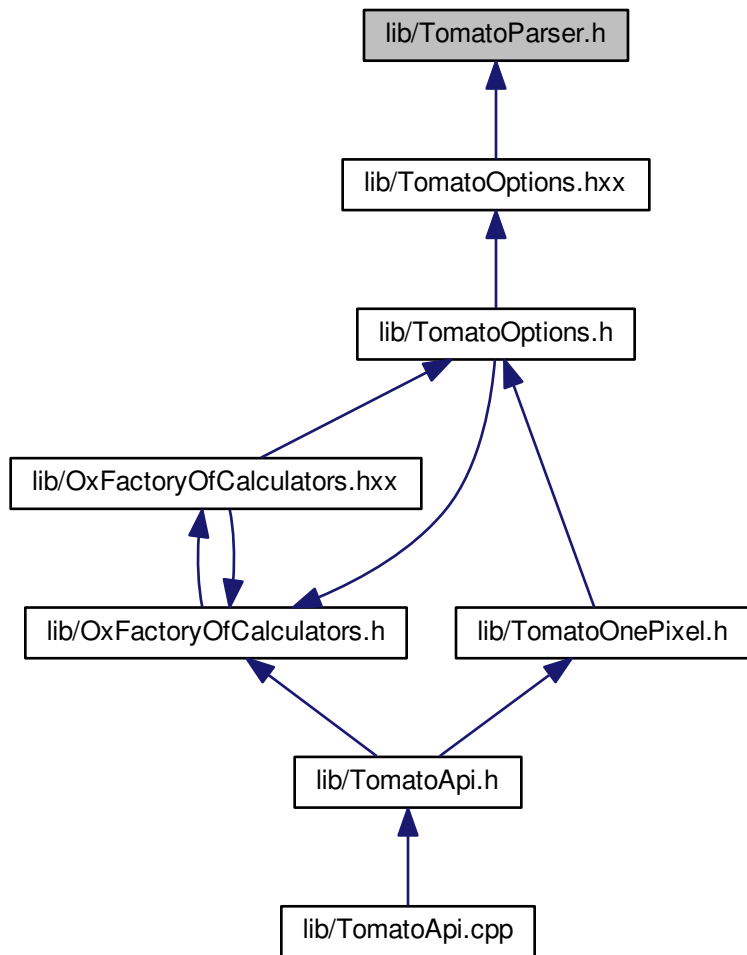 lib/TomatoParser.h
lib/TomatoOptions.hxx
lib/TomatoOptions.h
lib/OxFactoryOfCalculators.hxx
lib/OxFactoryOfCalculators.h
lib/TomatoOnePixel.h
lib/TomatoApi.h
lib/TomatoApi.cpp